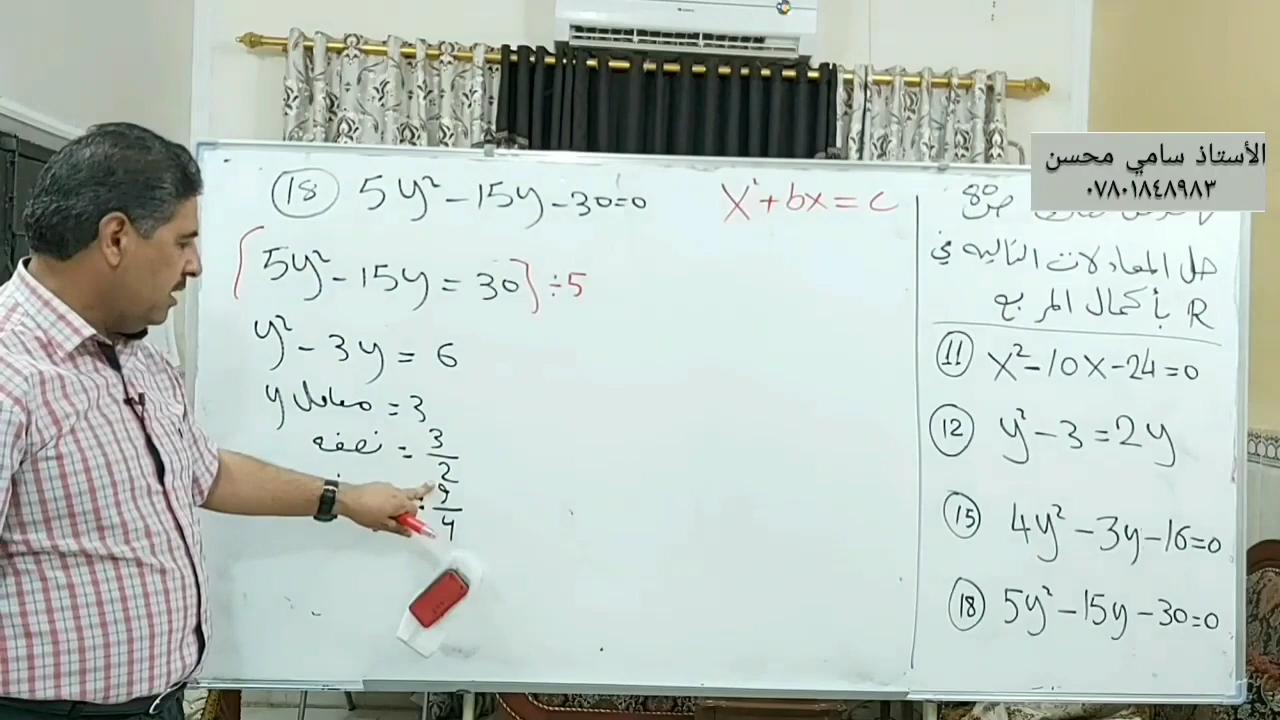 ⑱ 5y² - 15y - 30 = 0
x² + bx = c
{5y² - 15y = 30} ÷ 5
y² - 3y = 6
معامل y = 3
نصفه = 3/2
9/4
الأستاذ سامي محسن
٠٧٨٠١٨٤٨٩٨٣
ص80
حل المعادلات التاليه في
R بأكمال المربع
⑪ x² - 10x - 24 = 0
⑫ y² - 3 = 2y
⑮ 4y² - 3y - 16 = 0
⑱ 5y² - 15y - 30 = 0